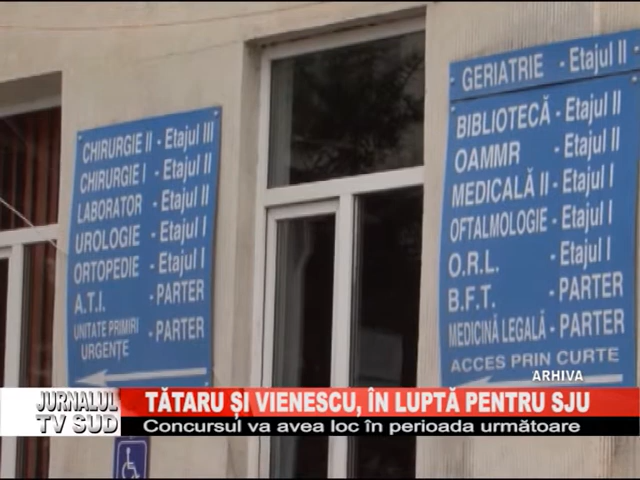 CHIRURGIE II - Etajul III
CHIRURGIE I - Etajul II
LABORATOR - Etajul II
UROLOGIE - Etajul I
ORTOPEDIE - Etajul I
A.T.I. - PARTER
UNITATE PRIMIRI URGENȚE - PARTER
GERIATRIE - Etajul II
BIBLIOTECĂ - Etajul II
OAMMR - Etajul II
MEDICALĂ II - Etajul I
OFTALMOLOGIE - Etajul I
O.R.L. - Etajul I
B.F.T. - PARTER
MEDICINĂ LEGALĂ - PARTER
ACCES PRIN CURTE
ARHIVA
JURNALUL
TV SUD
TĂTARU ȘI VIENESCU, ÎN LUPTĂ PENTRU SJU
Concursul va avea loc în perioada următoare